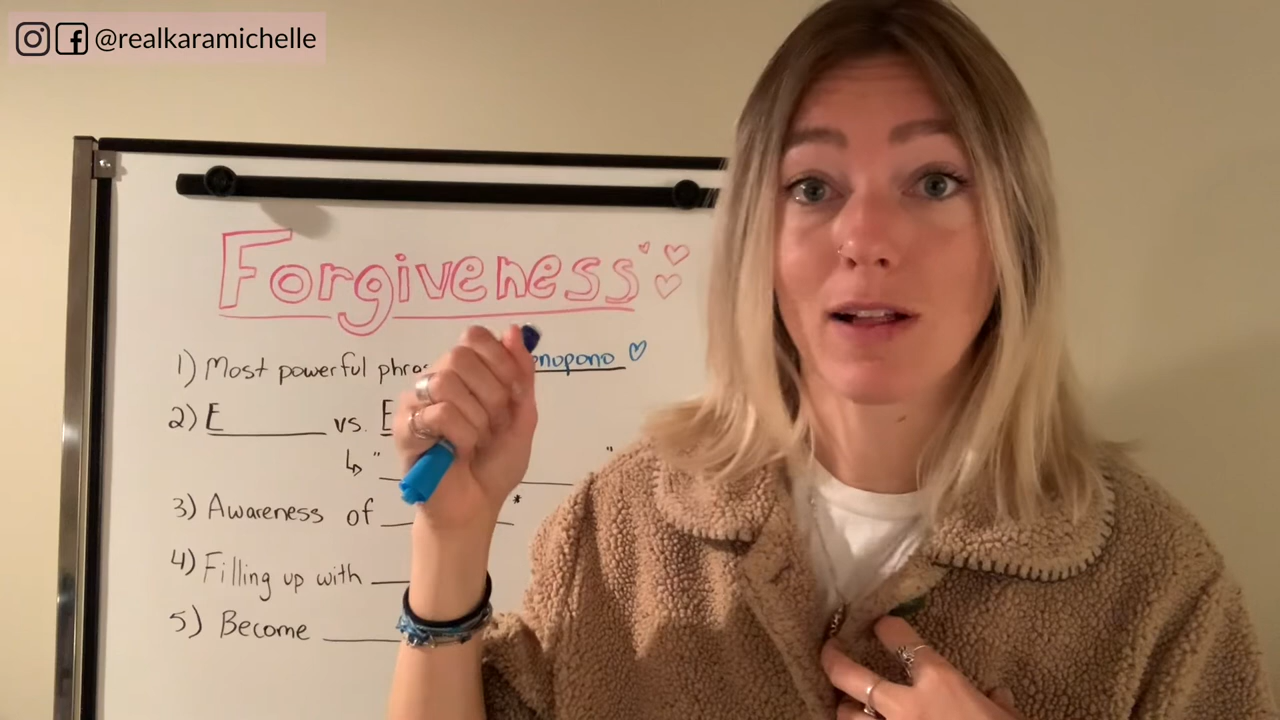 @realkaramichelle
Forgiveness
1) Most powerful phra
onopono
2) E vs. E
↳ " "
3) Awareness of *
4) Filling up with
5) Become